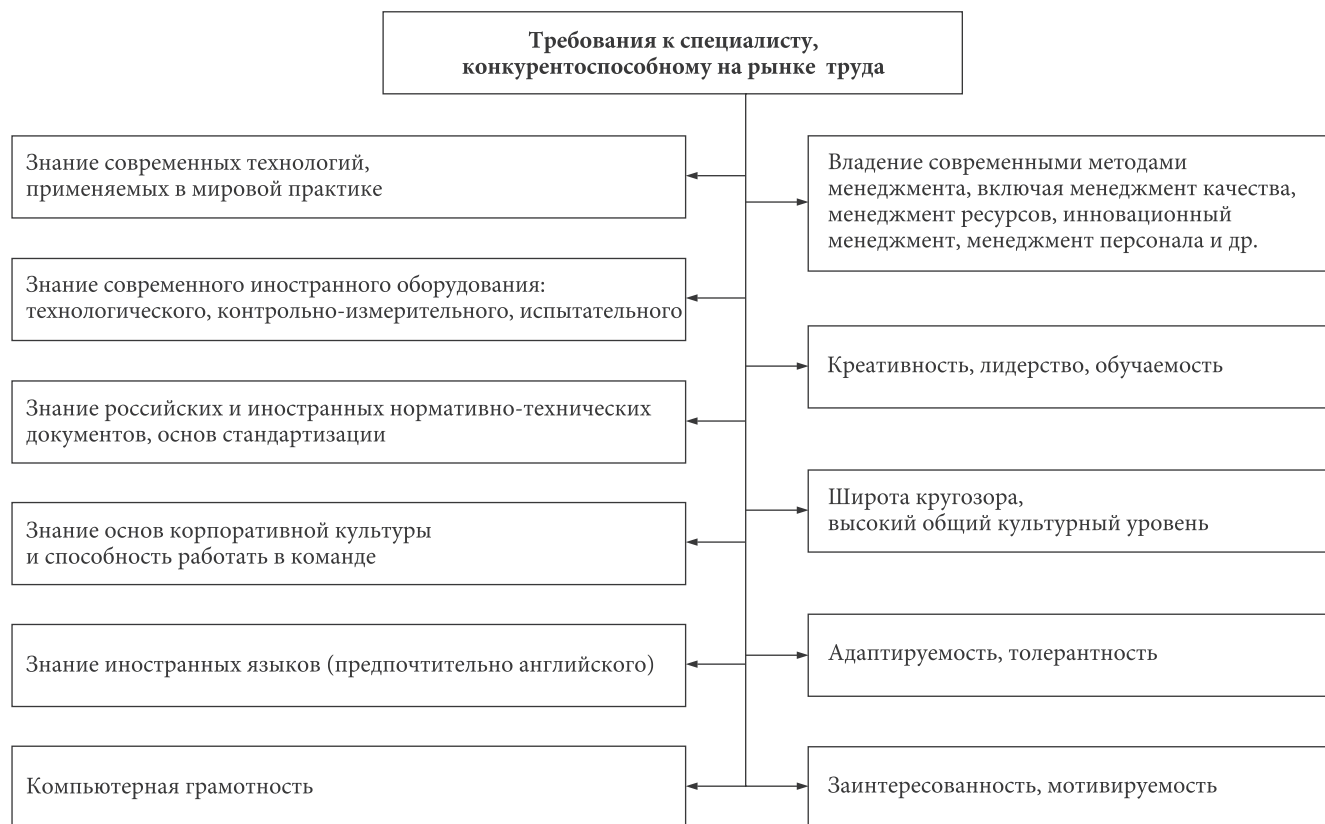 Требования к специалисту,
конкурентоспособному на рынке труда
Знание современных технологий,
применяемых в мировой практике
Знание современного иностранного оборудования:
технологического, контрольно-измерительного, испытательного
Знание российских и иностранных нормативно-технических
документов, основ стандартизации
Знание основ корпоративной культуры
и способность работать в команде
Знание иностранных языков (предпочтительно английского)
Компьютерная грамотность
Владение современными методами
менеджмента, включая менеджмент качества,
менеджмент ресурсов, инновационный
менеджмент, менеджмент персонала и др.
Креативность, лидерство, обучаемость
Широта кругозора,
высокий общий культурный уровень
Адаптируемость, толерантность
Заинтересованность, мотивируемость